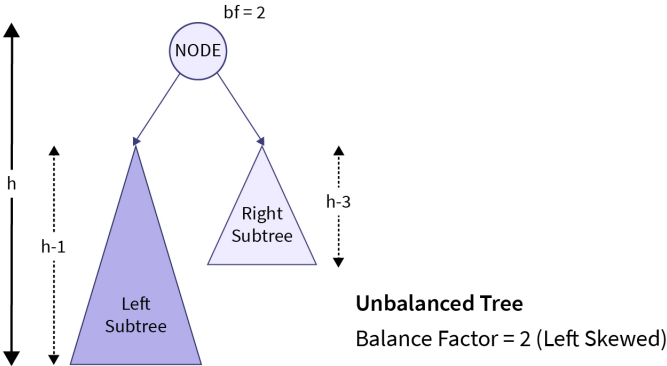 bf = 2
NODE
h
h-1
h-3
Right
Subtree
Left
Subtree
Unbalanced Tree
Balance Factor = 2 (Left Skewed)